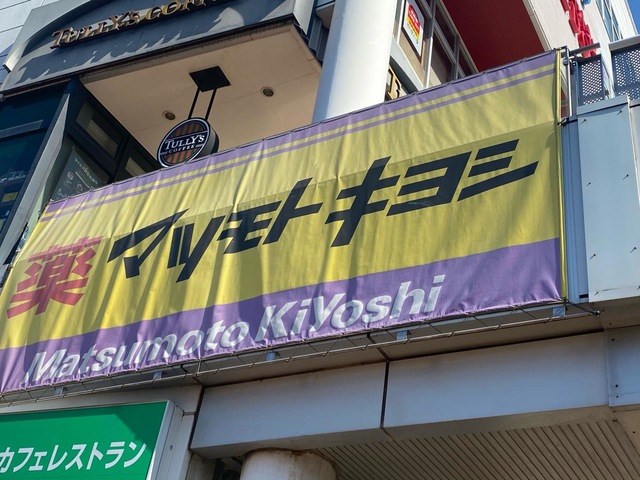 TULLY'S COFFEE
TULLY'S
COFFEE
薬 マツモトキヨシ
Matsumoto KiYoshi
カフェレストラン